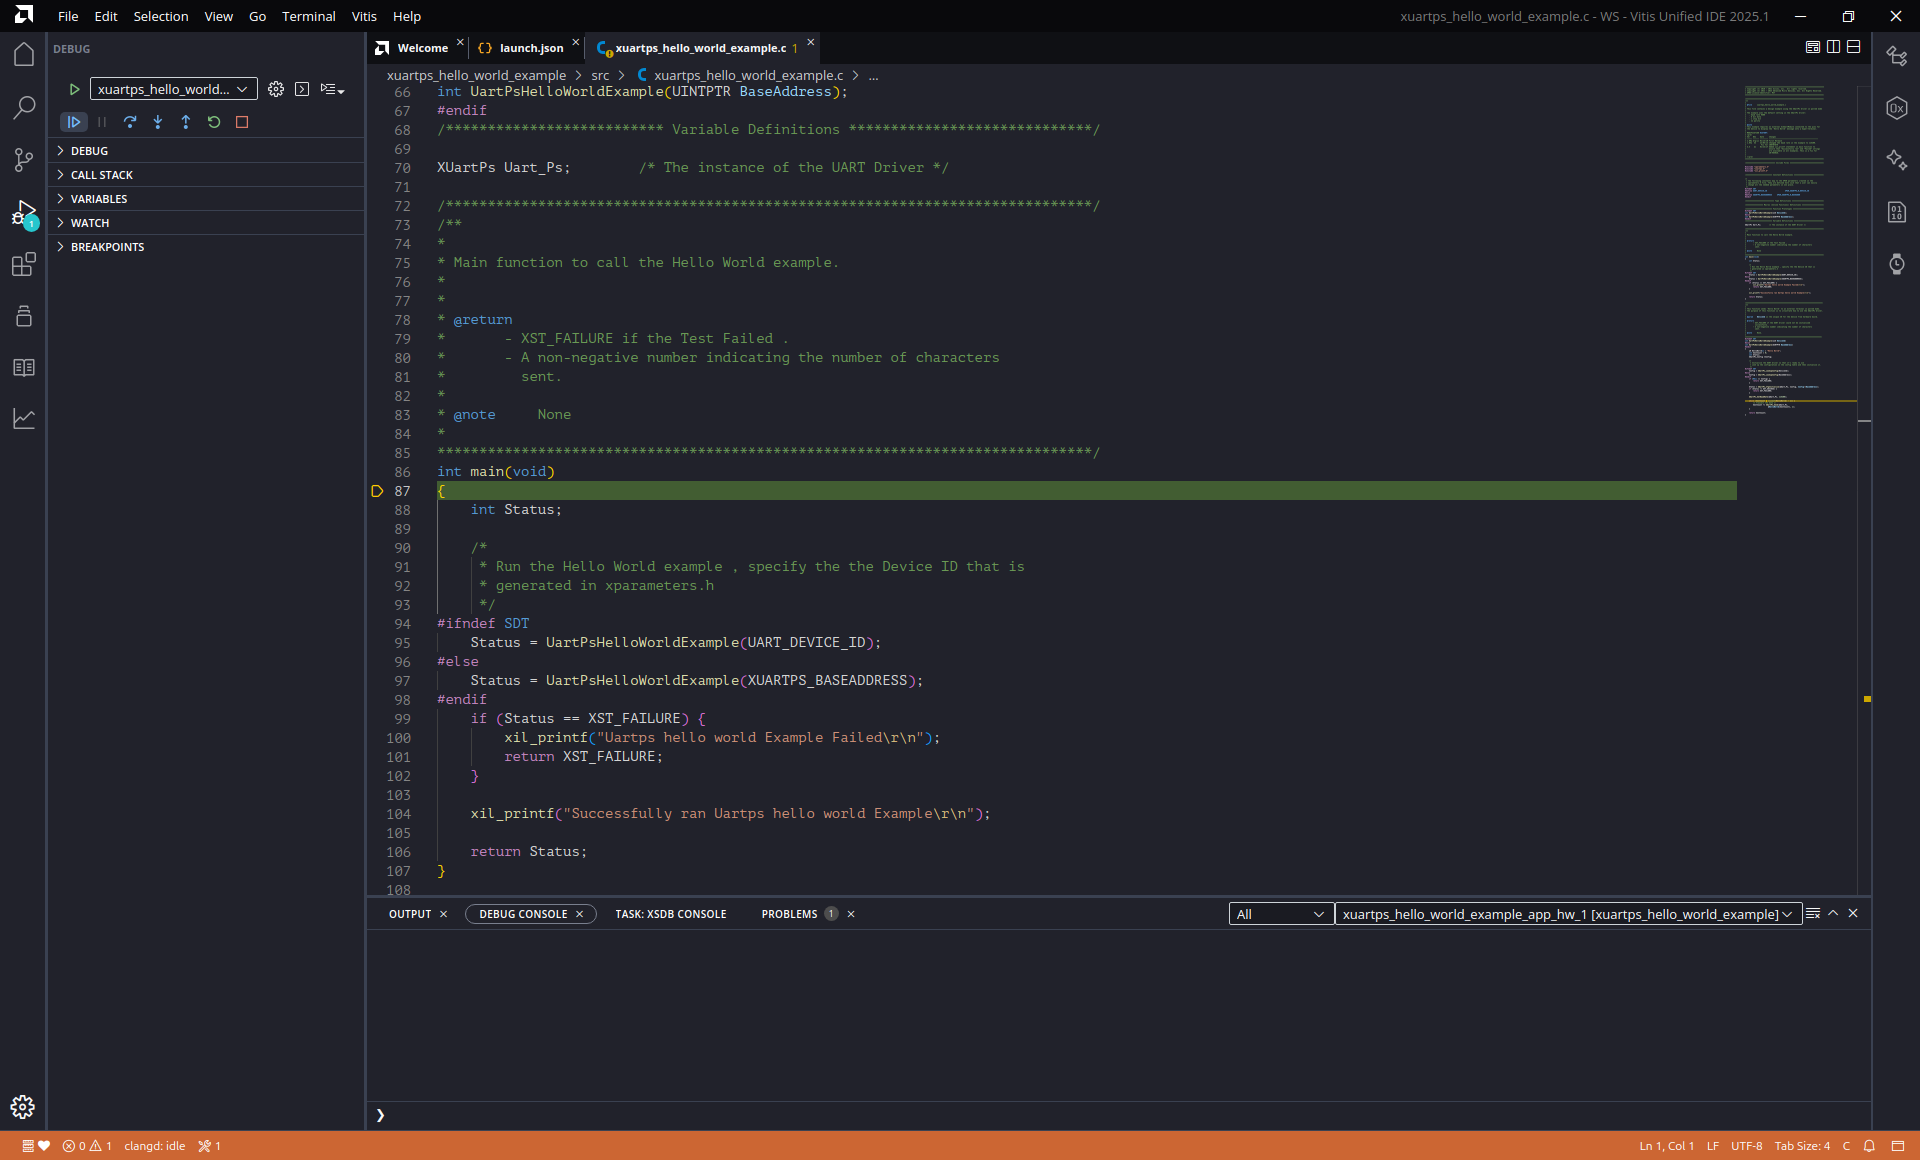 File Edit Selection View Go Terminal Vitis Help
xuartps_hello_world_example.c - WS - Vitis Unified IDE 2025.1
DEBUG
xuartps_hello_world...
DEBUG
CALL STACK
VARIABLES
WATCH
BREAKPOINTS
1
Welcome
{} launch.json
C xuartps_hello_world_example.c 1
xuartps_hello_world_example > src > C xuartps_hello_world_example.c > ...
66 int UartPsHelloWorldExample(UINTPTR BaseAddress);
67 #endif
68 /************************** Variable Definitions *****************************/
69
70 XUartPs Uart_Ps; /* The instance of the UART Driver */
71
72 /*****************************************************************************/
73 /**
74 *
75 * Main function to call the Hello World example.
76 *
77 *
78 * @return
79 * - XST_FAILURE if the Test Failed .
80 * - A non-negative number indicating the number of characters
81 * sent.
82 *
83 * @note None
84 *
85 ******************************************************************************/
86 int main(void)
87 {
88 int Status;
89
90 /*
91 * Run the Hello World example , specify the the Device ID that is
92 * generated in xparameters.h
93 */
94 #ifndef SDT
95 Status = UartPsHelloWorldExample(UART_DEVICE_ID);
96 #else
97 Status = UartPsHelloWorldExample(XUARTPS_BASEADDRESS);
98 #endif
99 if (Status == XST_FAILURE) {
100 xil_printf("Uartps hello world Example Failed\r\n");
101 return XST_FAILURE;
102 }
103
104 xil_printf("Successfully ran Uartps hello world Example\r\n");
105
106 return Status;
107 }
108
0x
01
10
OUTPUT DEBUG CONSOLE TASK: XSDB CONSOLE PROBLEMS 1
All
xuartps_hello_world_example_app_hw_1 [xuartps_hello_world_example]
❯
0 1 clangd: idle 1
Ln 1, Col 1 LF UTF-8 Tab Size: 4 C